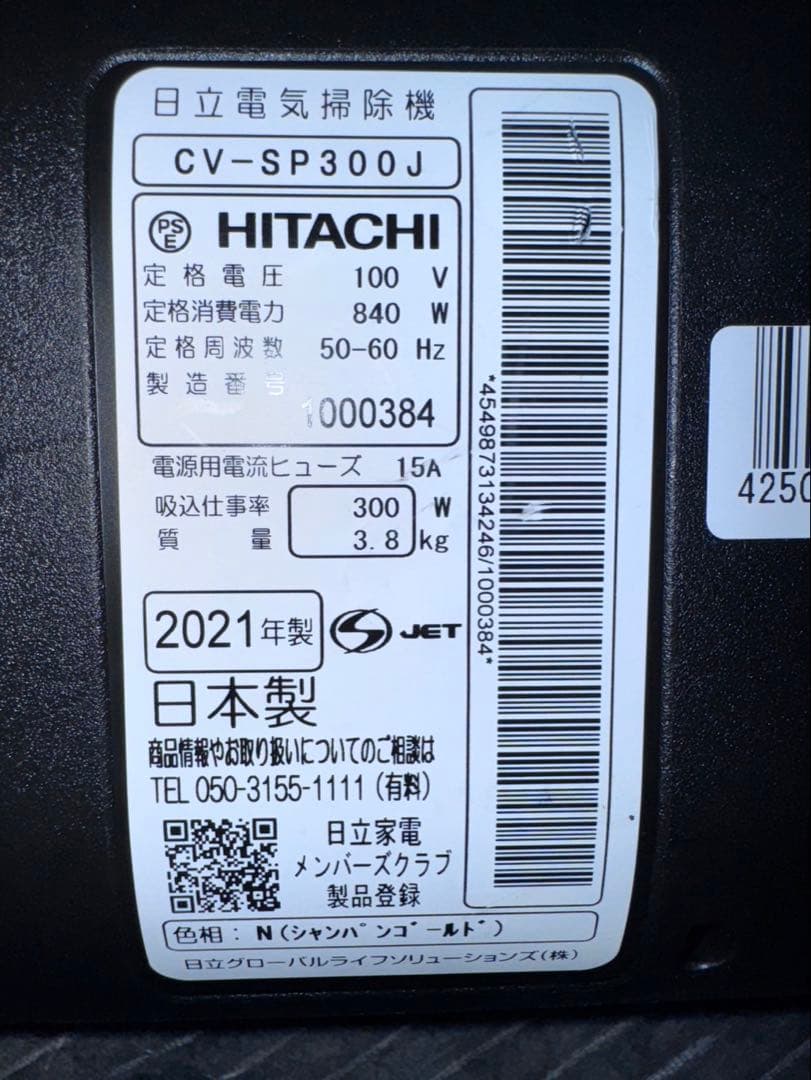 日立電気掃除機
CV-SP300J
PS
E
HITACHI
定格電圧 100 V
定格消費電力 840 W
定格周波数 50-60 Hz
製造番号
1000384
電源用電流ヒューズ 15A
吸込仕事率 300 W
質量 3.8 kg
2021年製
JET
日本製
商品情報やお取り扱いについてのご相談は
TEL 050-3155-1111(有料)
日立家電
メンバーズクラブ
製品登録
色相:N(シャンパンゴールド)
日立グローバルライフソリューションズ(株)
*4549873134246/1000384*
4250